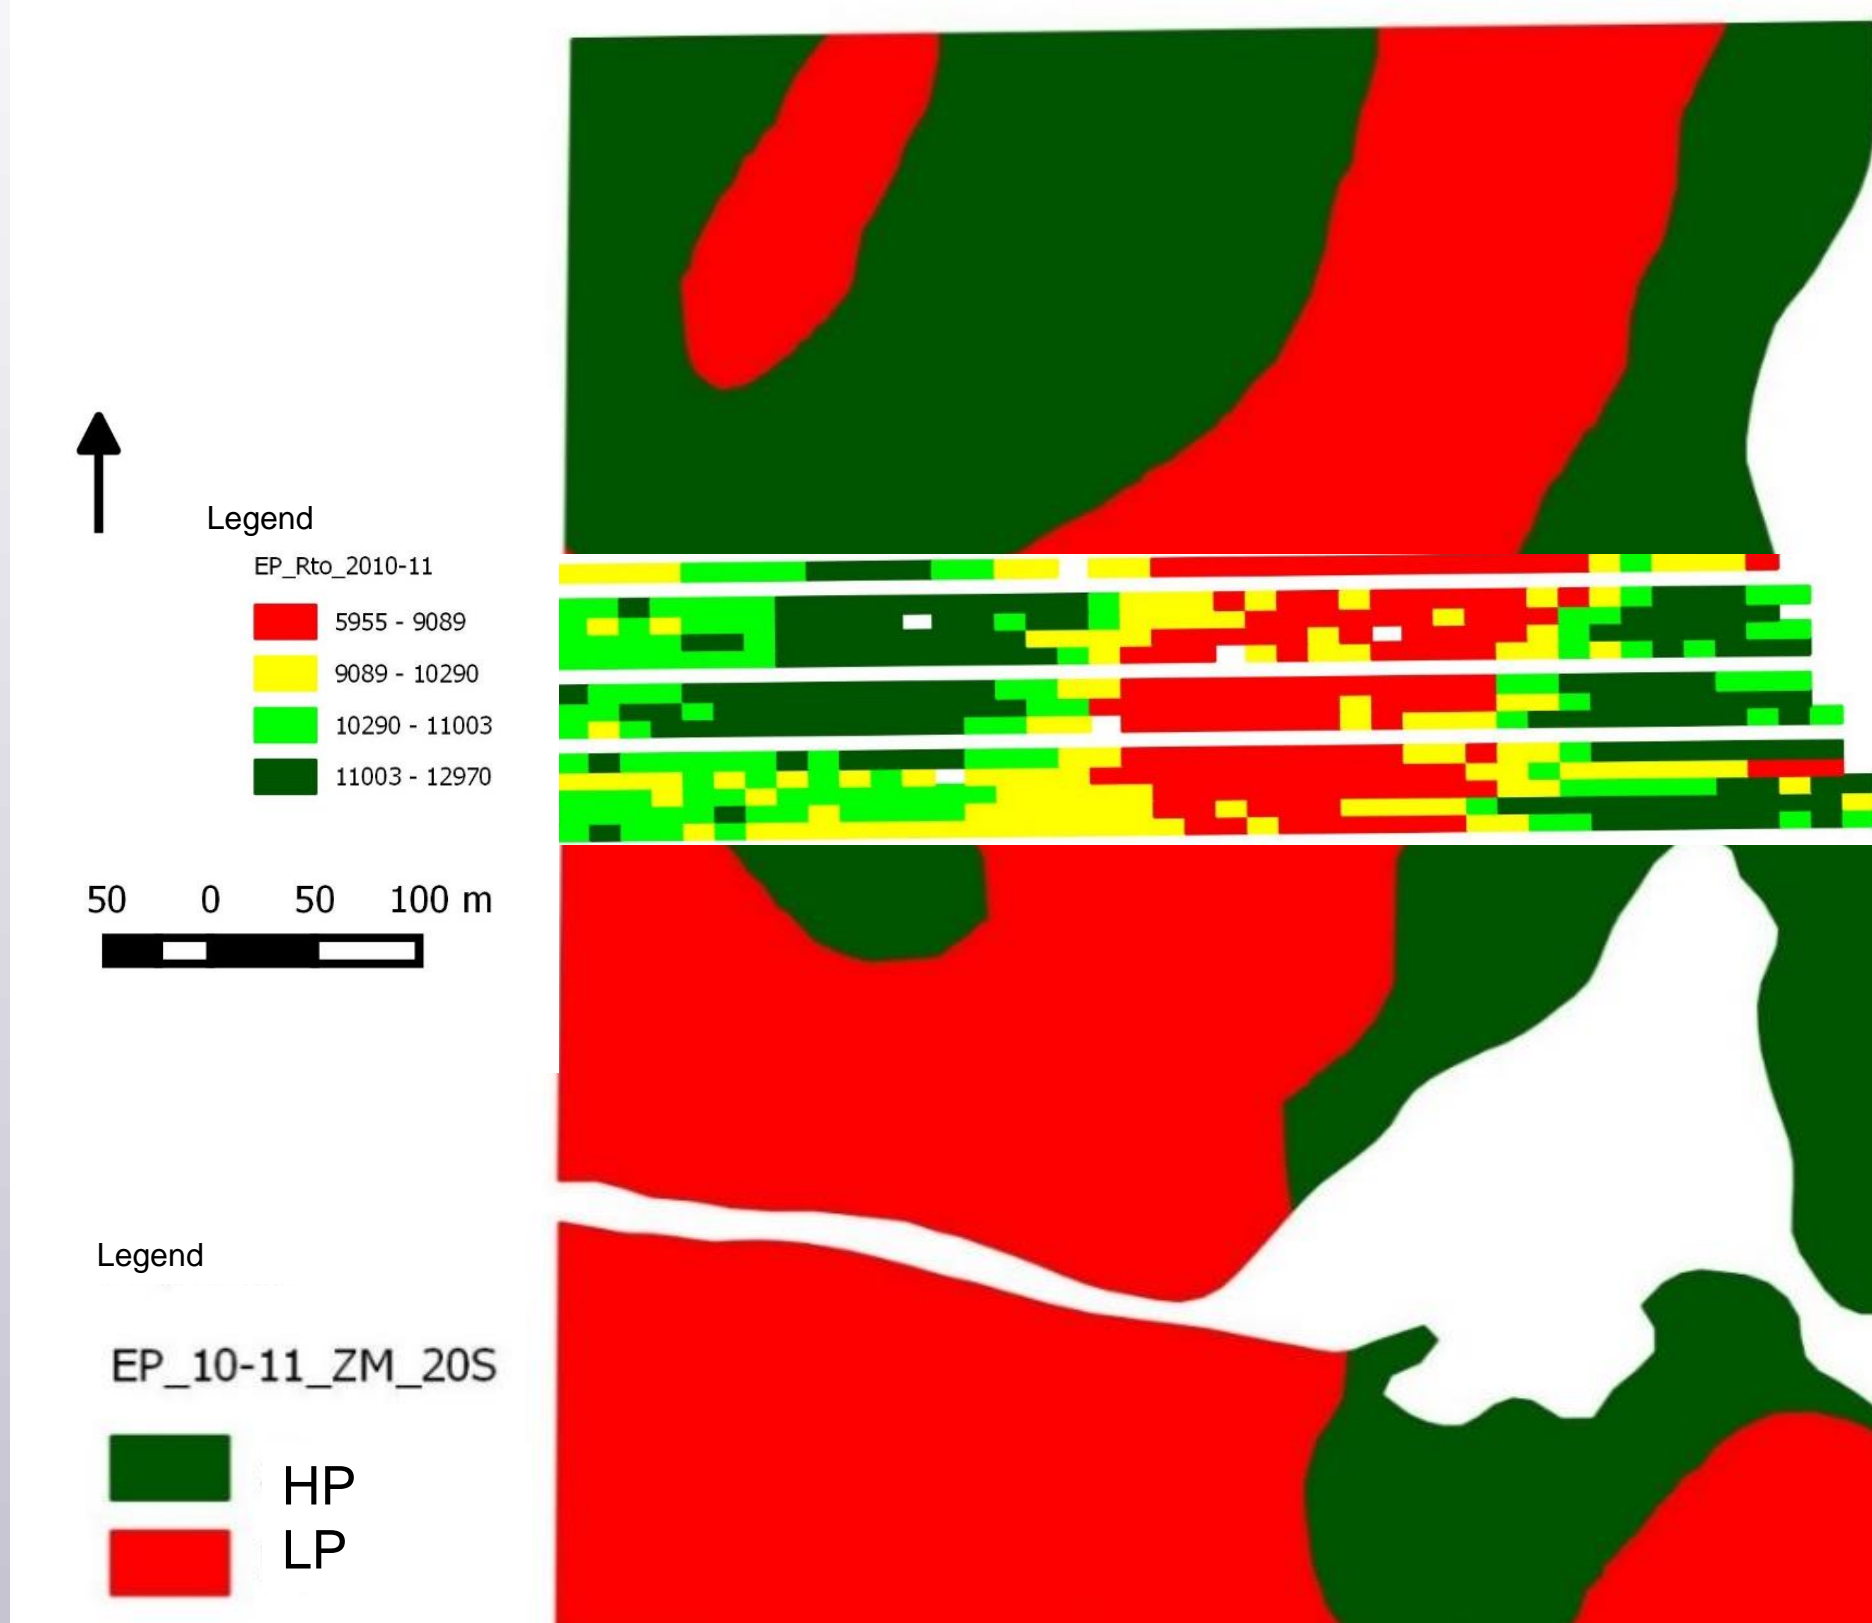 Legend
EP_Rto_2010-11
5955 - 9089
9089 - 10290
10290 - 11003
11003 - 12970
50 0 50 100 m
Legend
EP_10-11_ZM_20S
HP
LP